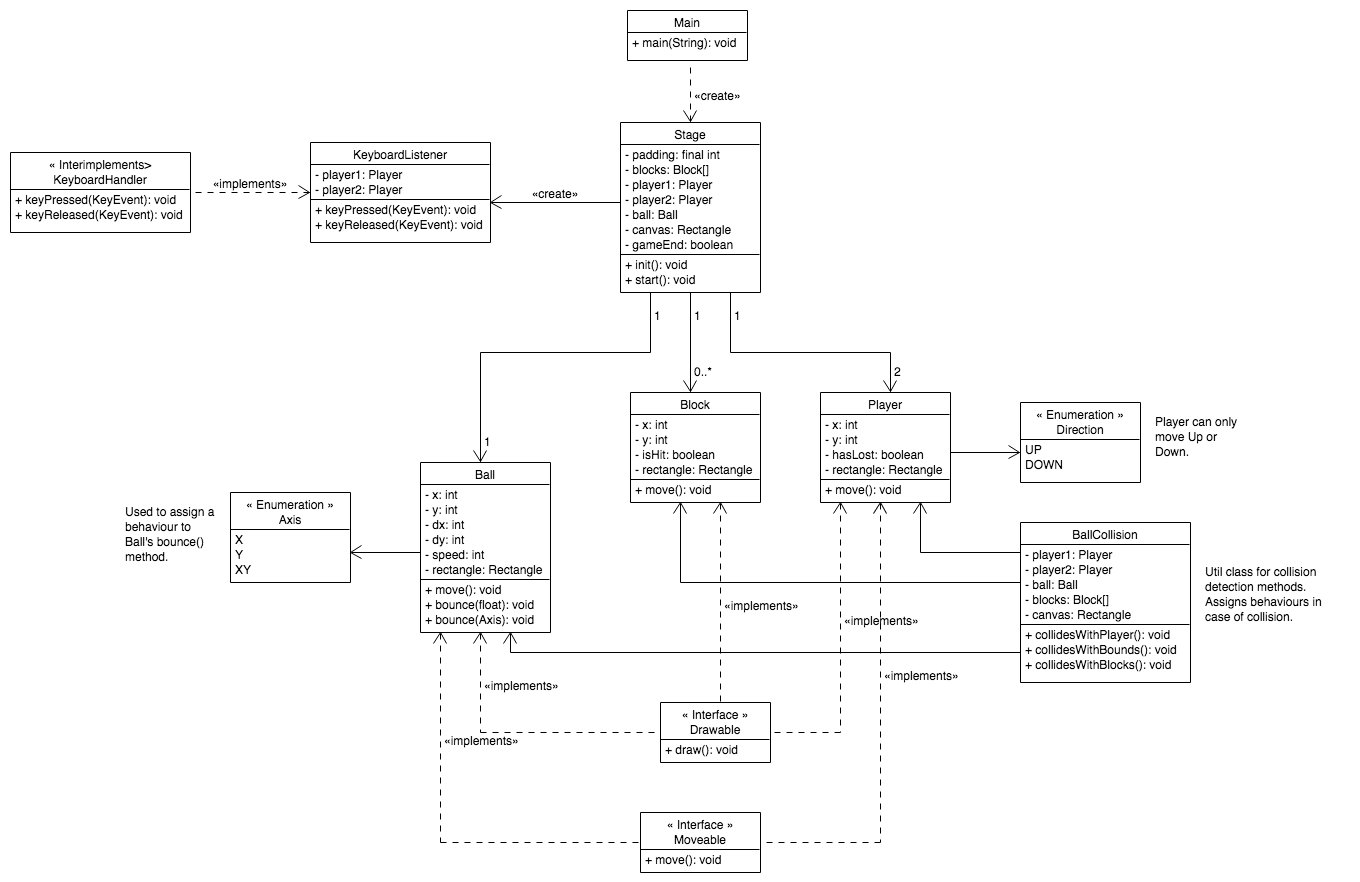 Main
+ main(String): void
«create»
Stage
- padding: final int
- blocks: Block[]
- player1: Player
- player2: Player
- ball: Ball
- canvas: Rectangle
- gameEnd: boolean
+ init(): void
+ start(): void
« Interimplements>
KeyboardHandler
+ keyPressed(KeyEvent): void
+ keyReleased(KeyEvent): void
«implements»
KeyboardListener
- player1: Player
- player2: Player
+ keyPressed(KeyEvent): void
+ keyReleased(KeyEvent): void
«create»
1
1
1
1
0..*
2
Block
- x: int
- y: int
- isHit: boolean
- rectangle: Rectangle
+ move(): void
Player
- x: int
- y: int
- hasLost: boolean
- rectangle: Rectangle
+ move(): void
« Enumeration »
Direction
UP
DOWN
Player can only
move Up or
Down.
Used to assign a
behaviour to
Ball's bounce()
method.
« Enumeration »
Axis
X
Y
XY
Ball
- x: int
- y: int
- dx: int
- dy: int
- speed: int
- rectangle: Rectangle
+ move(): void
+ bounce(float): void
+ bounce(Axis): void
BallCollision
- player1: Player
- player2: Player
- ball: Ball
- blocks: Block[]
- canvas: Rectangle
+ collidesWithPlayer(): void
+ collidesWithBounds(): void
+ collidesWithBlocks(): void
Util class for collision
detection methods.
Assigns behaviours in
case of collision.
«implements»
«implements»
«implements»
«implements»
«implements»
« Interface »
Drawable
+ draw(): void
« Interface »
Moveable
+ move(): void